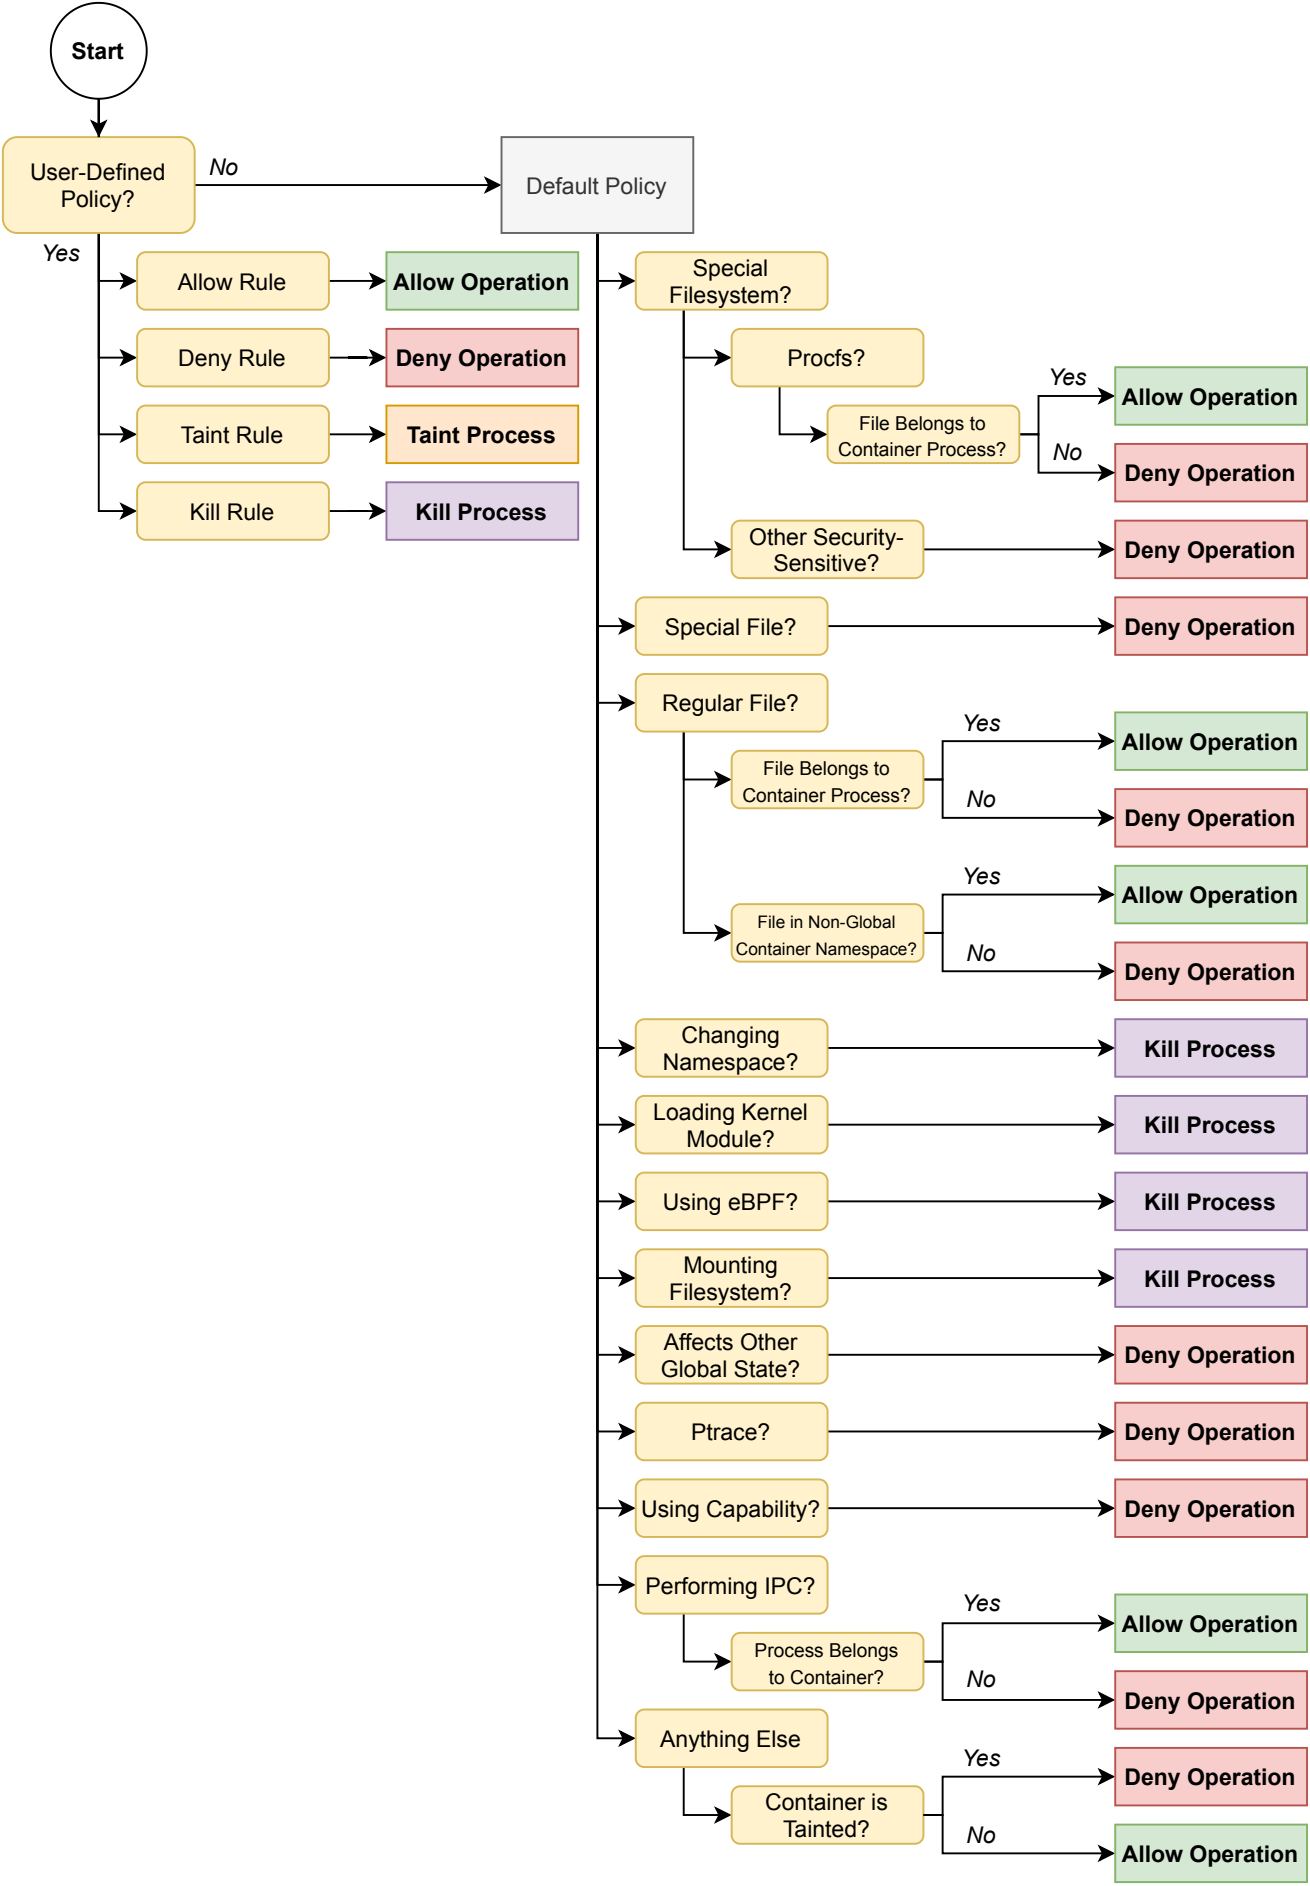 Start
User-Defined
Policy?
No
Default Policy
Yes
Allow Rule
Allow Operation
Deny Rule
Deny Operation
Taint Rule
Taint Process
Kill Rule
Kill Process
Special
Filesystem?
Procfs?
File Belongs to
Container Process?
Yes
Allow Operation
No
Deny Operation
Other Security-
Sensitive?
Deny Operation
Special File?
Deny Operation
Regular File?
File Belongs to
Container Process?
Yes
Allow Operation
No
Deny Operation
File in Non-Global
Container Namespace?
Yes
Allow Operation
No
Deny Operation
Changing
Namespace?
Kill Process
Loading Kernel
Module?
Kill Process
Using eBPF?
Kill Process
Mounting
Filesystem?
Kill Process
Affects Other
Global State?
Deny Operation
Ptrace?
Deny Operation
Using Capability?
Deny Operation
Performing IPC?
Process Belongs
to Container?
Yes
Allow Operation
No
Deny Operation
Anything Else
Container is
Tainted?
Yes
Deny Operation
No
Allow Operation